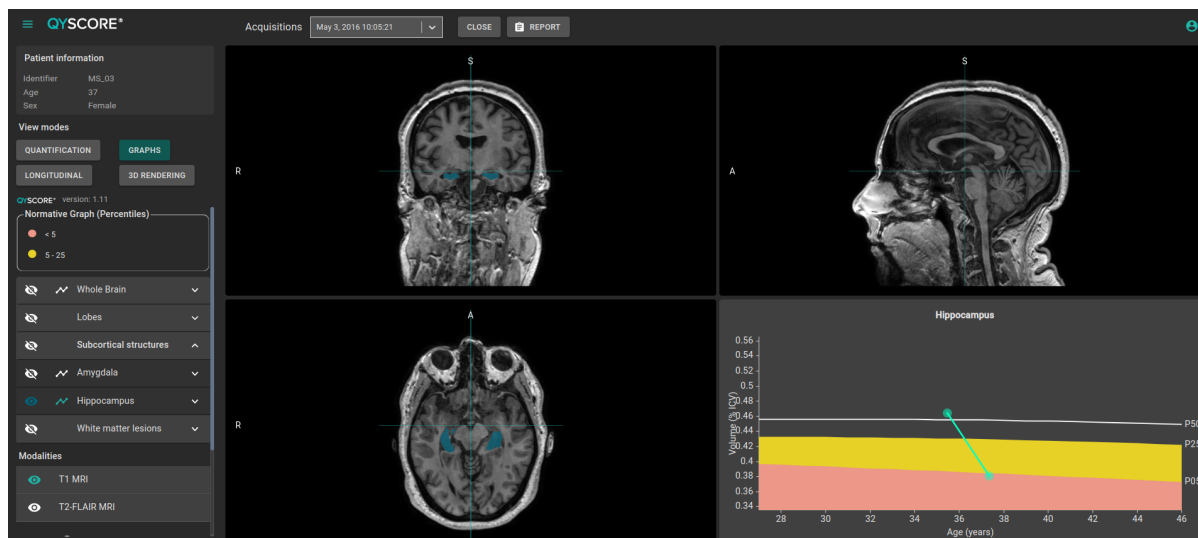 QYSCORE®
Acquisitions
May 3, 2016 10:05:21
CLOSE
REPORT
Patient information
Identifier MS_03
Age 37
Sex Female
View modes
QUANTIFICATION
GRAPHS
LONGITUDINAL
3D RENDERING
QYSCORE® version: 1.11
Normative Graph (Percentiles)
< 5
5 - 25
Whole Brain
Lobes
Subcortical structures
Amygdala
Hippocampus
White matter lesions
Modalities
T1 MRI
T2-FLAIR MRI
S
R
S
A
A
R
Hippocampus
Volume (% ICV)
0.56
0.54
0.52
0.5
0.48
0.46
0.44
0.42
0.4
0.38
0.36
0.34
P50
P25
P05
28 30 32 34 36 38 40 42 44 46
Age (years)